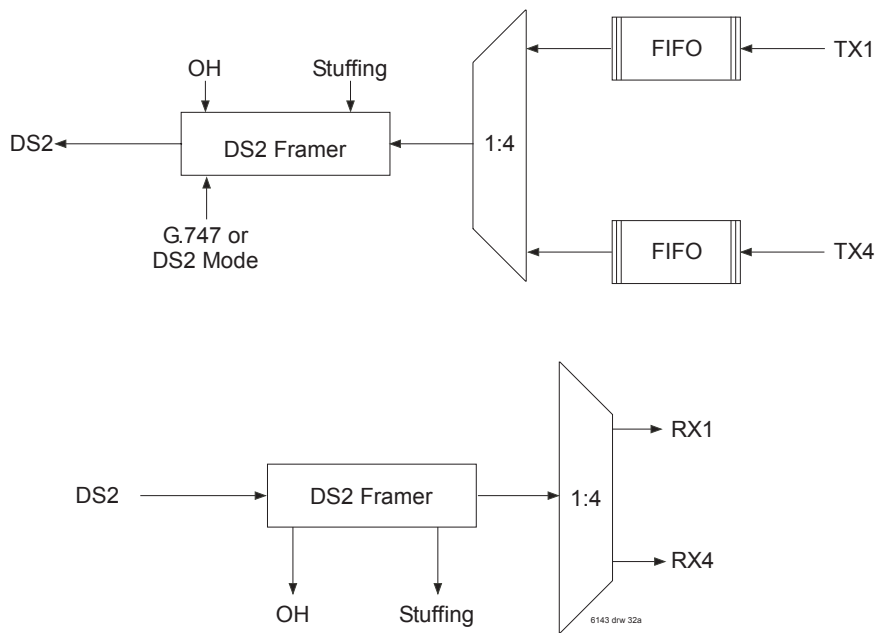 FIFO
TX1
OH
Stuffing
DS2
DS2 Framer
1:4
G.747 or
DS2 Mode
FIFO
TX4
RX1
DS2
DS2 Framer
1:4
RX4
OH
Stuffing
6143 drw 32a